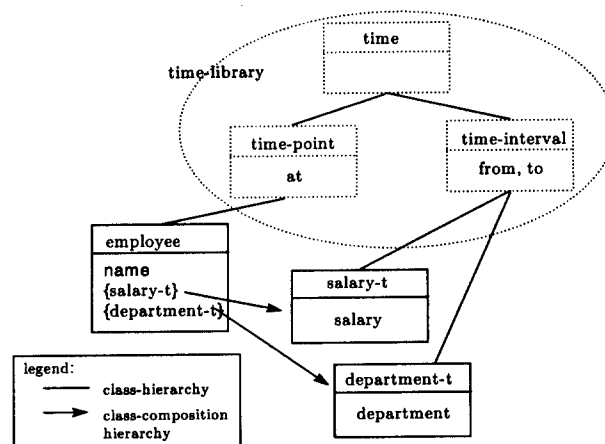 time
time-library
time-point
at
time-interval
from, to
employee
name
{salary-t}
{department-t}
salary-t
salary
department-t
department
legend:
class-hierarchy
class-composition
hierarchy